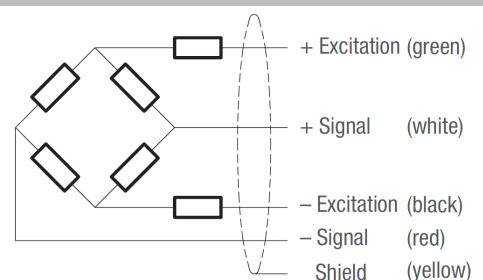 + Excitation (green)
+ Signal (white)
– Excitation (black)
– Signal (red)
Shield (yellow)